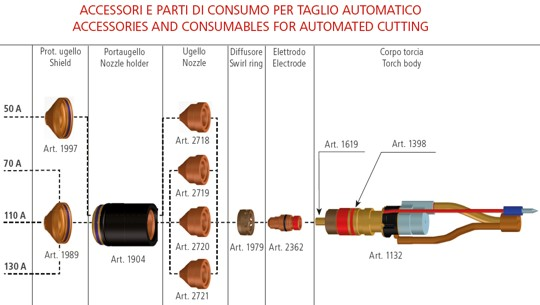 ACCESSORI E PARTI DI CONSUMO PER TAGLIO AUTOMATICO
ACCESSORIES AND CONSUMABLES FOR AUTOMATED CUTTING
Prot. ugello
Shield
Portaugello
Nozzle holder
Ugello
Nozzle
Diffusore
Swirl ring
Elettrodo
Electrode
Corpo torcia
Torch body
50 A
Art. 1997
Art. 2718
Art. 1619
Art. 1398
70 A
Art. 2719
110 A
Art. 1989
Art. 1904
Art. 2720
Art. 1979
Art. 2362
Art. 1132
130 A
Art. 2721